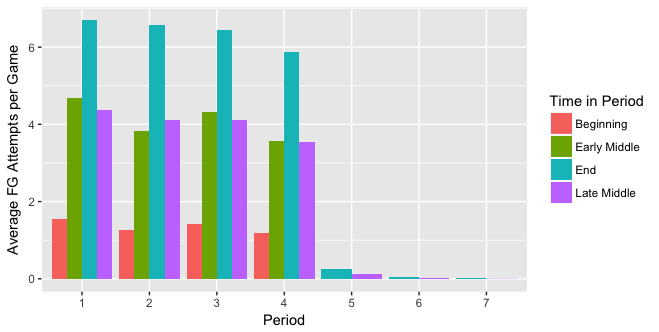 Average FG Attempts per Game
6
4
2
0
1 2 3 4 5 6 7
Period
Time in Period
Beginning
Early Middle
End
Late Middle